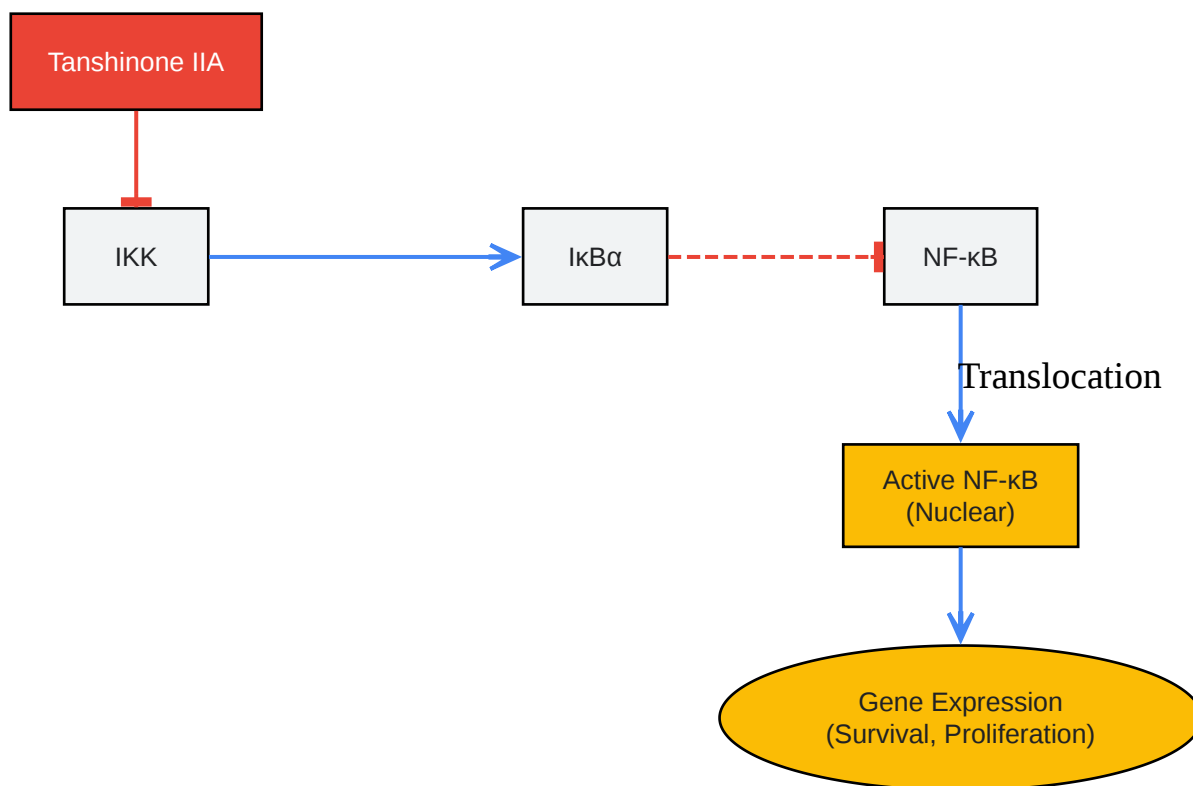 Tanshinone IIA
IKK
IκBα
NF-κB
Translocation
Active NF-κB
(Nuclear)
Gene Expression
(Survival, Proliferation)